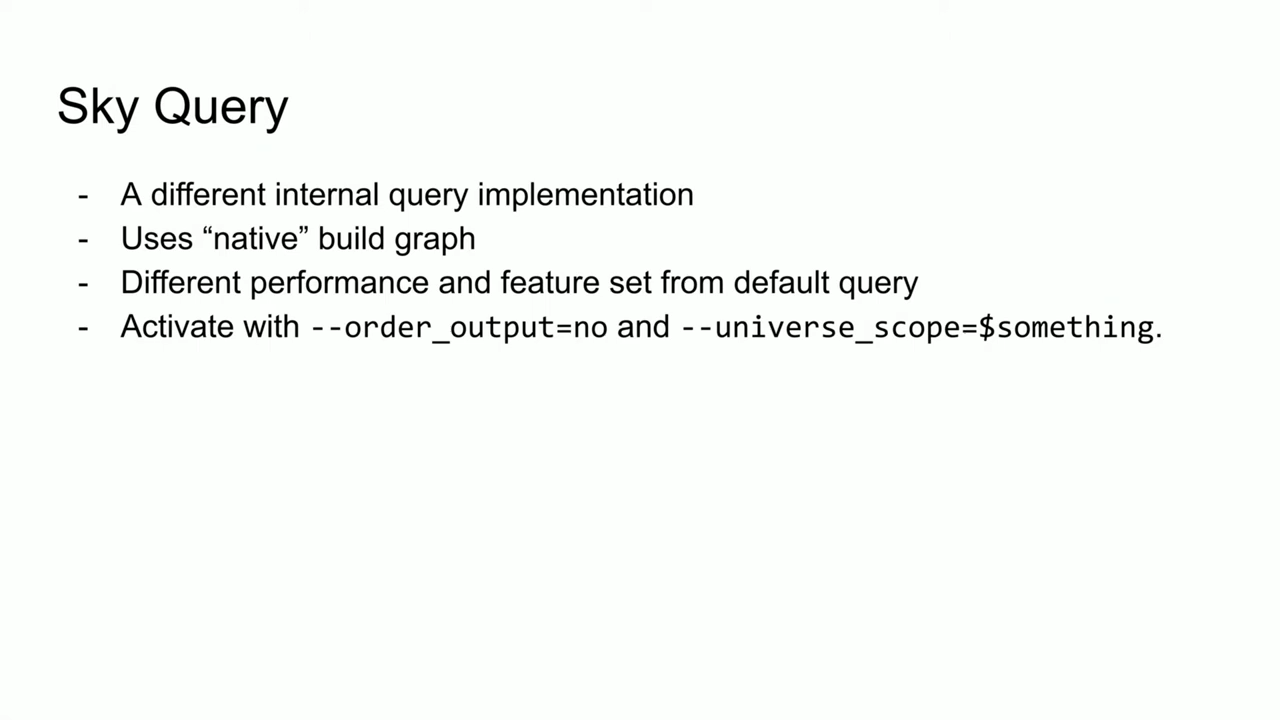 Sky Query
- A different internal query implementation
- Uses “native” build graph
- Different performance and feature set from default query
- Activate with --order_output=no and --universe_scope=$something.